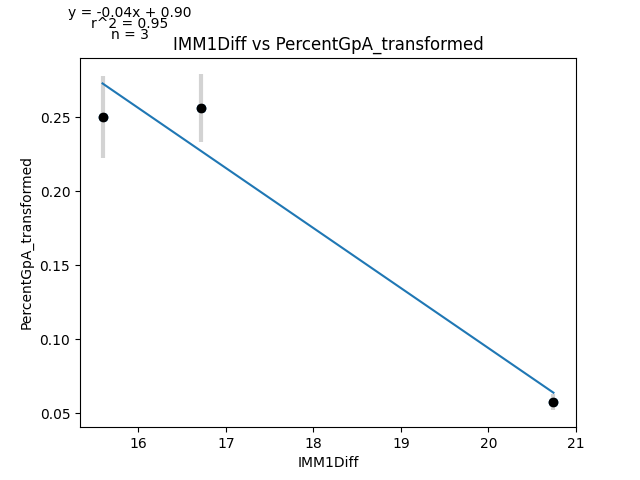 y = -0.04x + 0.90
r^2 = 0.95
n = 3
IMM1Diff vs PercentGpA_transformed
PercentGpA_transformed
0.25
0.20
0.15
0.10
0.05
16 17 18 19 20 21
IMM1Diff